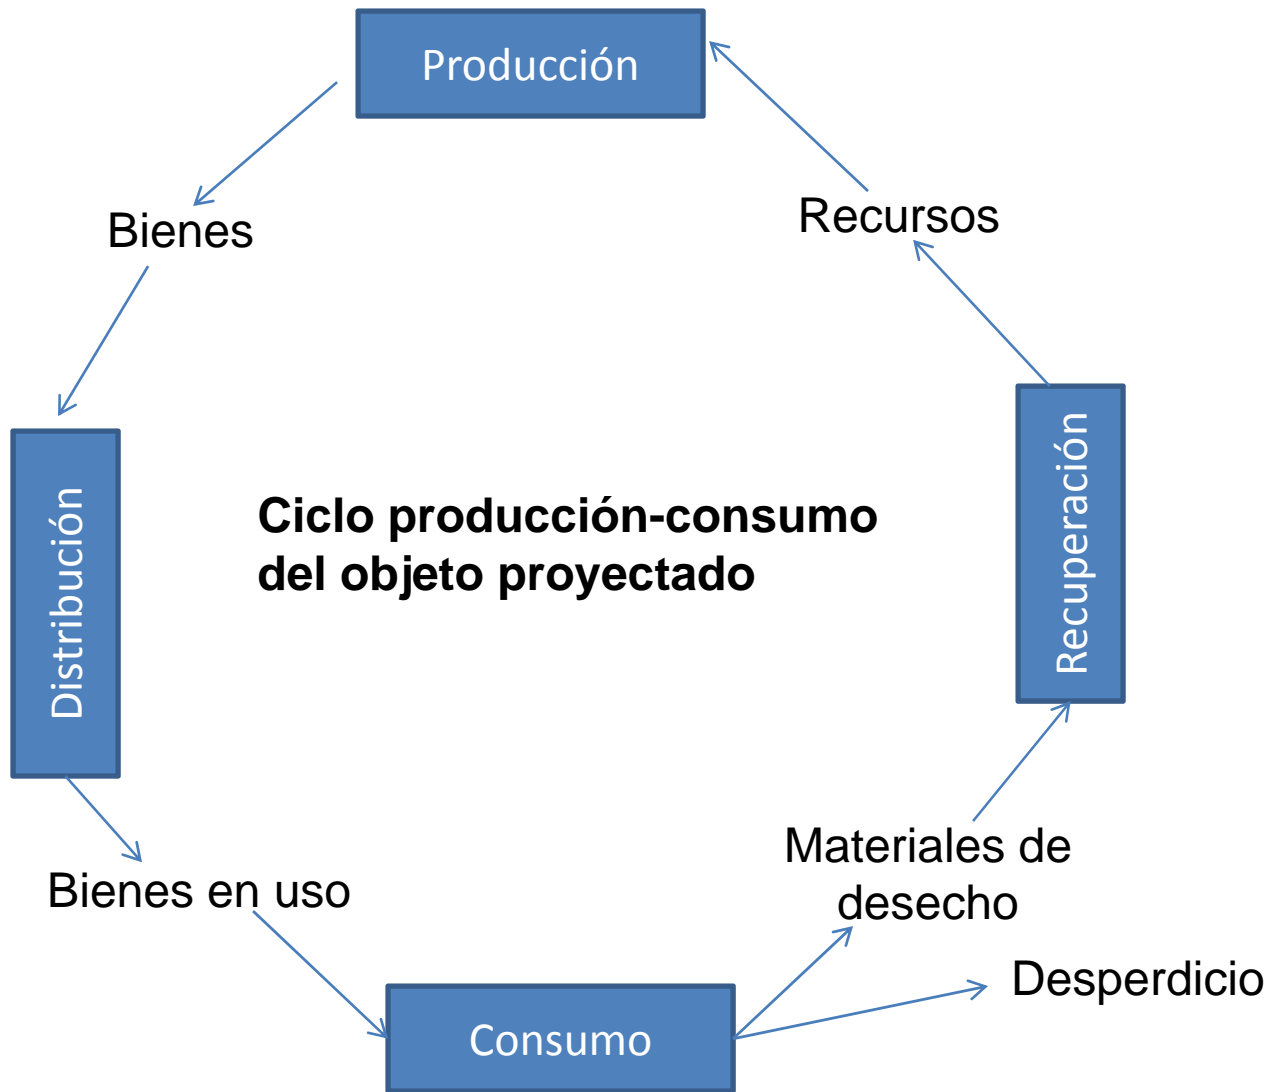 Producción
Bienes
Recursos
Distribución
Ciclo producción-consumo
del objeto proyectado
Recuperación
Bienes en uso
Materiales de
desecho
Desperdicio
Consumo